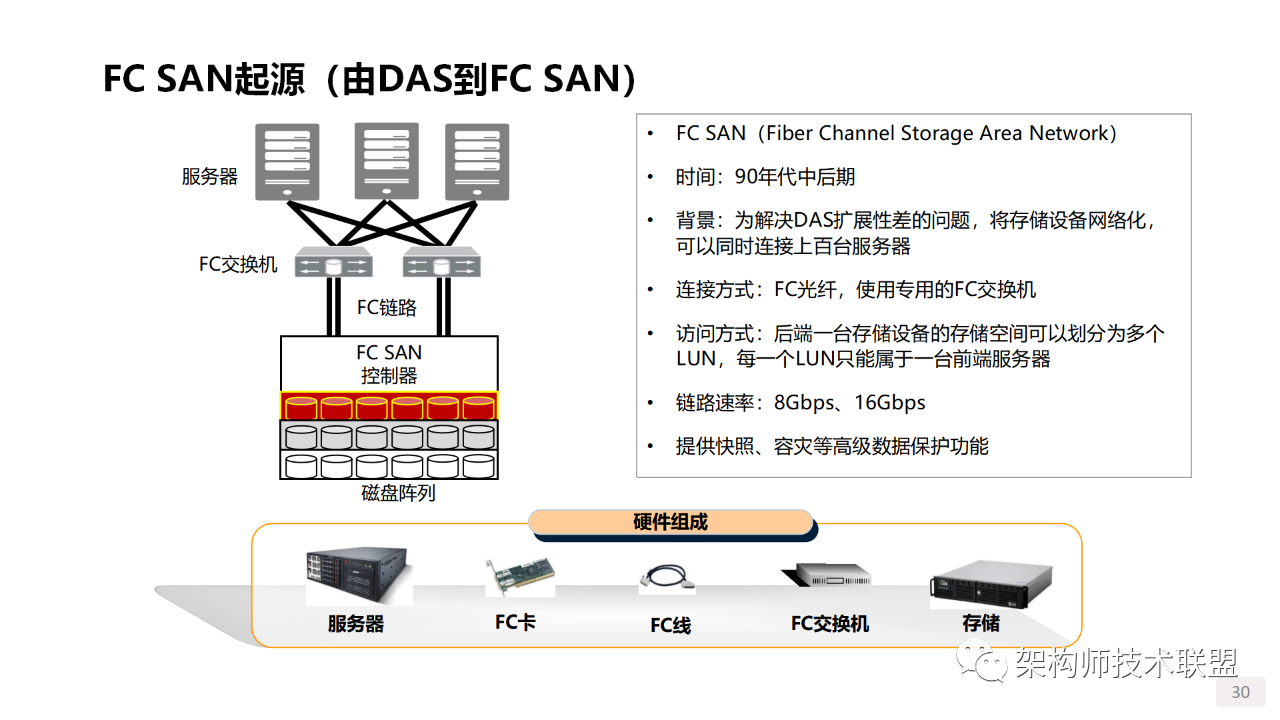 FC SAN起源（由DAS到FC SAN）
服务器
FC交换机
FC链路
FC SAN
控制器
磁盘阵列
• FC SAN（Fiber Channel Storage Area Network）
• 时间：90年代中后期
• 背景：为解决DAS扩展性差的问题，将存储设备网络化，
可以同时连接上百台服务器
• 连接方式：FC光纤，使用专用的FC交换机
• 访问方式：后端一台存储设备的存储空间可以划分为多个
LUN，每一个LUN只能属于一台前端服务器
• 链路速率：8Gbps、16Gbps
• 提供快照、容灾等高级数据保护功能
硬件组成
服务器
FC卡
FC线
FC交换机
存储
架构师技术联盟
30